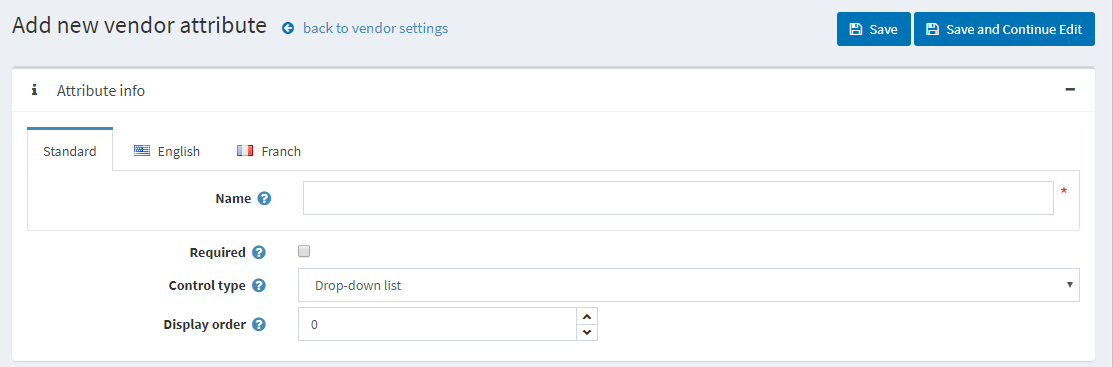 Add new vendor attribute back to vendor settings Save Save and Continue Edit
Attribute info
Standard English Franch
Name *
Required
Control type Drop-down list
Display order 0